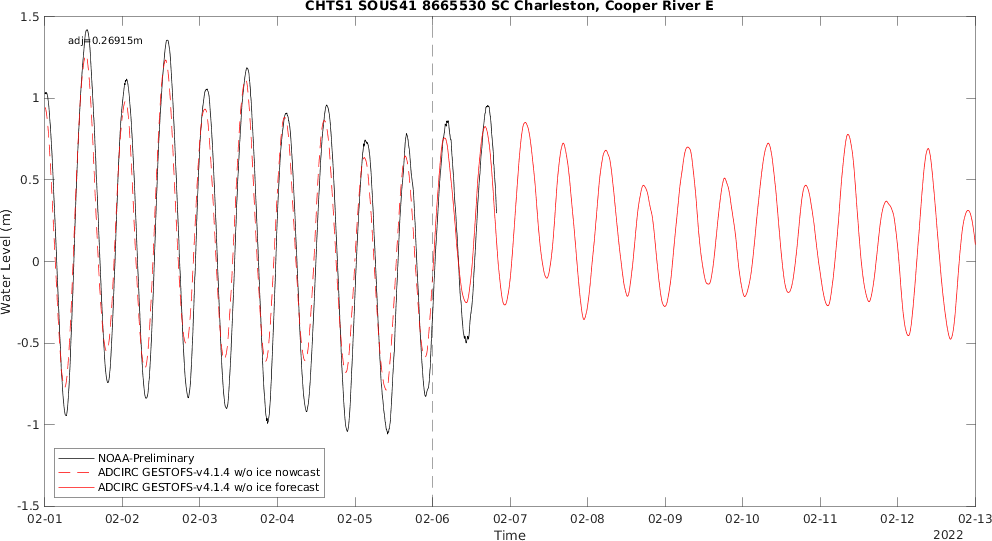 CHTS1 SOUS41 8665530 SC Charleston, Cooper River E
adj=0.26915m
1.5
1
0.5
0
-0.5
-1
-1.5
Water Level (m)
NOAA-Preliminary
ADCIRC GESTOFS-v4.1.4 w/o ice nowcast
ADCIRC GESTOFS-v4.1.4 w/o ice forecast
02-01 02-02 02-03 02-04 02-05 02-06 02-07 02-08 02-09 02-10 02-11 02-12 02-13
Time
2022